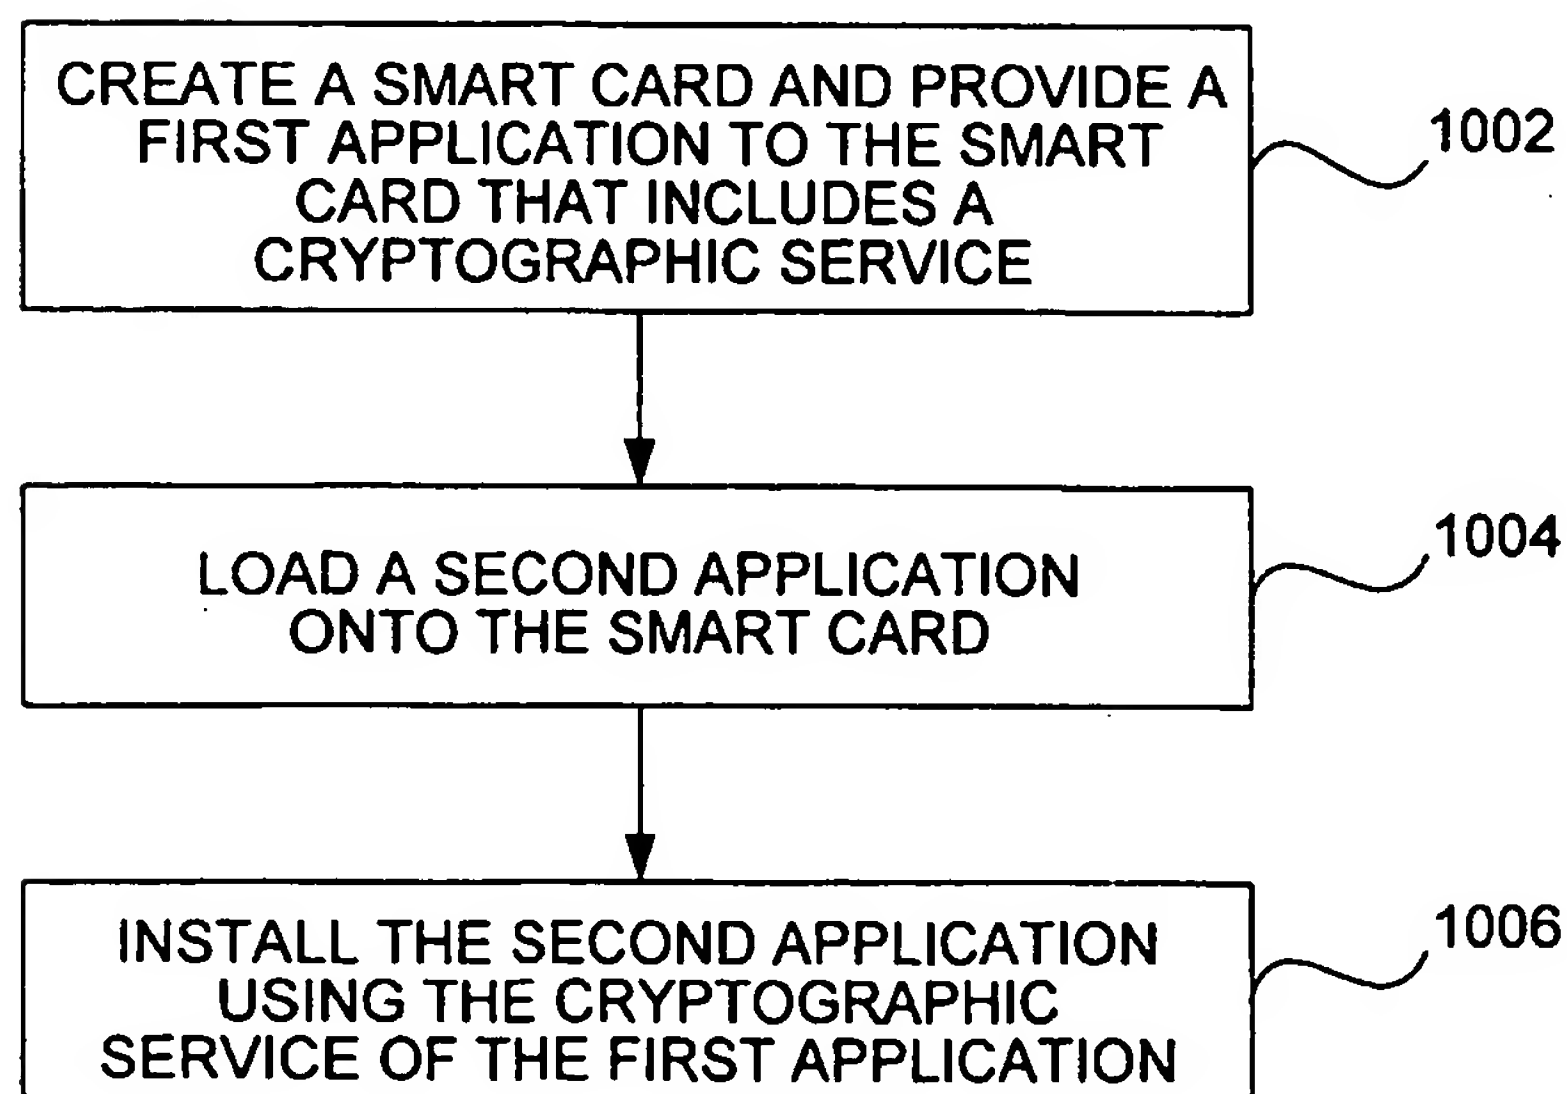 CREATE A SMART CARD AND PROVIDE A
FIRST APPLICATION TO THE SMART
CARD THAT INCLUDES A
CRYPTOGRAPHIC SERVICE
1002
LOAD A SECOND APPLICATION
ONTO THE SMART CARD
1004
INSTALL THE SECOND APPLICATION
USING THE CRYPTOGRAPHIC
SERVICE OF THE FIRST APPLICATION
1006